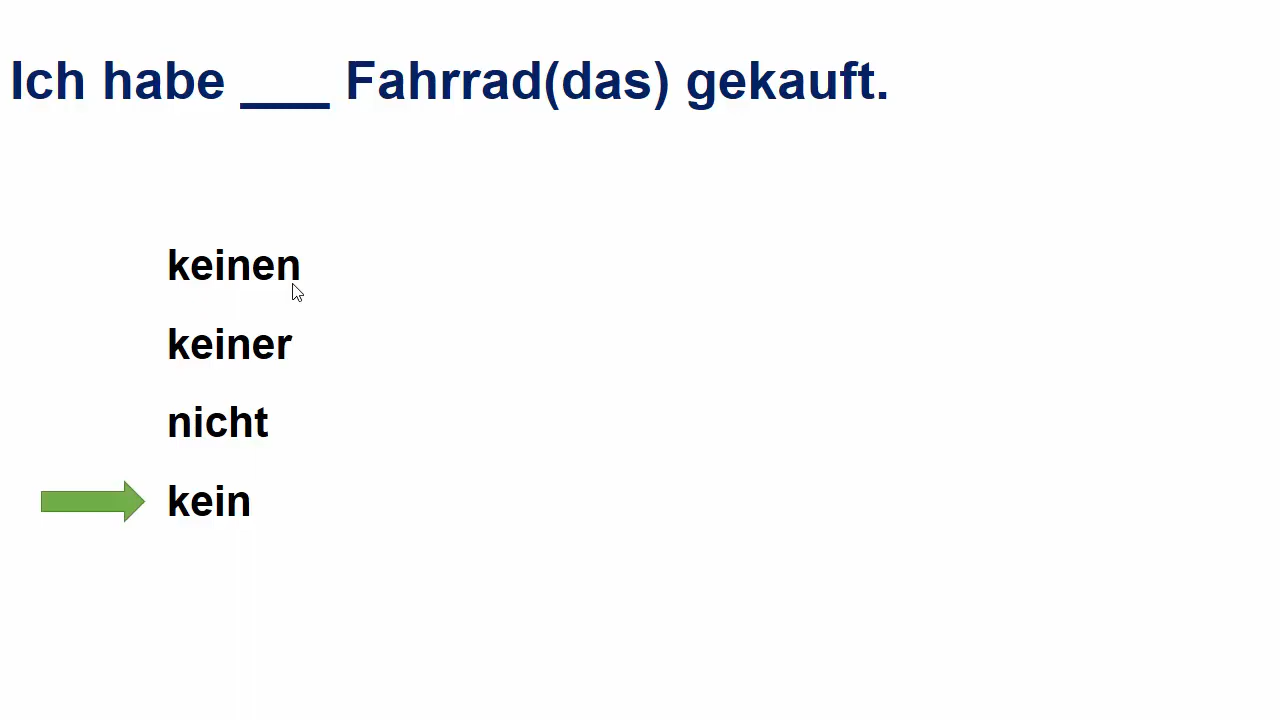 Ich habe ___ Fahrrad(das) gekauft.
keinen
keiner
nicht
kein